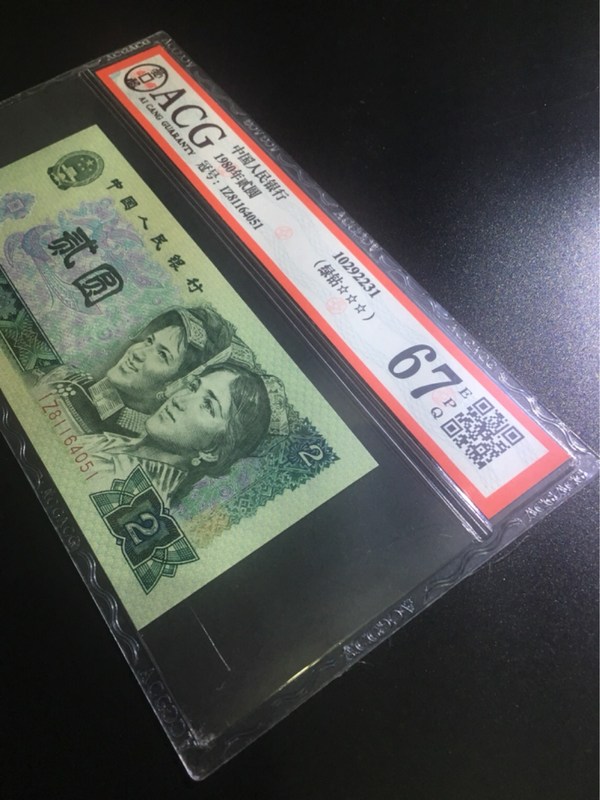 ACG
AI CANG GUARANTY
中国人民银行
1980年贰圆
冠号：IZ81164051
10292231
（绿钻☆☆☆）
67
EPQ
中国人民银行
贰圆
IZ81164051
2
2